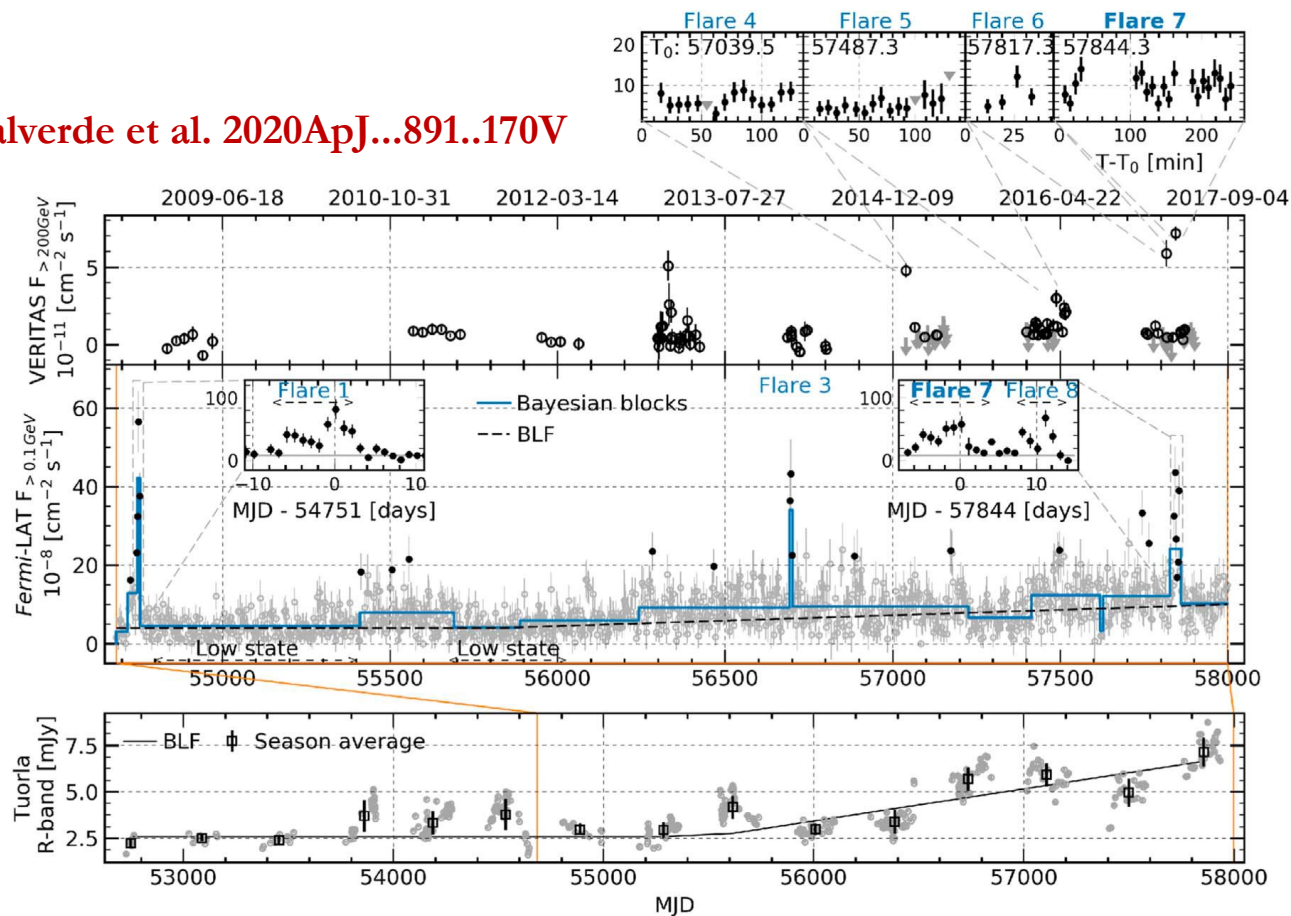 Flare 4 Flare 5 Flare 6 Flare 7
20
10
T0: 57039.5 57487.3 57817.3 57844.3
0 50 100 0 50 100 0 25 0 100 200
T-T0 [min]
alverde et al. 2020ApJ...891..170V
2009-06-18 2010-10-31 2012-03-14 2013-07-27 2014-12-09 2016-04-22 2017-09-04
VERITAS F>200GeV
10−11 [cm−2 s−1]
5
0
Flare 1
100
0
−10 0 10
MJD - 54751 [days]
Bayesian blocks
BLF
Flare 3
Flare 7 Flare 8
100
0
0 10
MJD - 57844 [days]
Fermi-LAT F>0.1GeV
10−8 [cm−2 s−1]
60
40
20
0
Low state Low state
55000 55500 56000 56500 57000 57500 58000
BLF Season average
Tuorla
R-band [mJy]
7.5
5.0
2.5
53000 54000 55000 56000 57000 58000
MJD